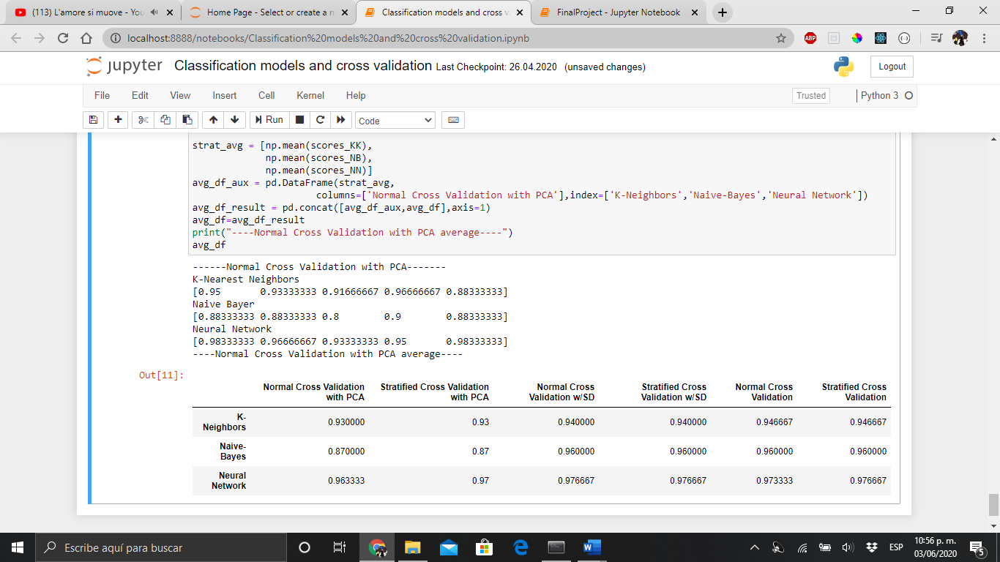 (113) L'amore si muove - You
Home Page - Select or create a n
Classification models and cross v
FinalProject - Jupyter Notebook
localhost:8888/notebooks/Classification%20models%20and%20cross%20validation.ipynb
ABP
jupyter Classification models and cross validation Last Checkpoint: 26.04.2020 (unsaved changes)
Logout
File Edit View Insert Cell Kernel Help
Trusted
Python 3
Run
Code
strat_avg = [np.mean(scores_KK),
np.mean(scores_NB),
np.mean(scores_NN)]
avg_df_aux = pd.DataFrame(strat_avg,
columns=['Normal Cross Validation with PCA'],index=['K-Neighbors','Naive-Bayes','Neural Network'])
avg_df_result = pd.concat([avg_df_aux,avg_df],axis=1)
avg_df=avg_df_result
print("----Normal Cross Validation with PCA average----")
avg_df
------Normal Cross Validation with PCA-------
K-Nearest Neighbors
[0.95 0.93333333 0.91666667 0.96666667 0.88333333]
Naive Bayer
[0.88333333 0.88333333 0.8 0.9 0.88333333]
Neural Network
[0.98333333 0.96666667 0.93333333 0.95 0.98333333]
----Normal Cross Validation with PCA average----
Out[11]:
Normal Cross Validation Stratified Cross Validation Normal Cross Stratified Cross Normal Cross Stratified Cross
with PCA with PCA Validation w/SD Validation w/SD Validation Validation
K-
Neighbors 0.930000 0.93 0.940000 0.940000 0.946667 0.946667
Naive-
Bayes 0.870000 0.87 0.960000 0.960000 0.960000 0.960000
Neural
Network 0.963333 0.97 0.976667 0.976667 0.973333 0.976667
Escribe aquí para buscar
ESP
10:56 p. m.
03/06/2020
5